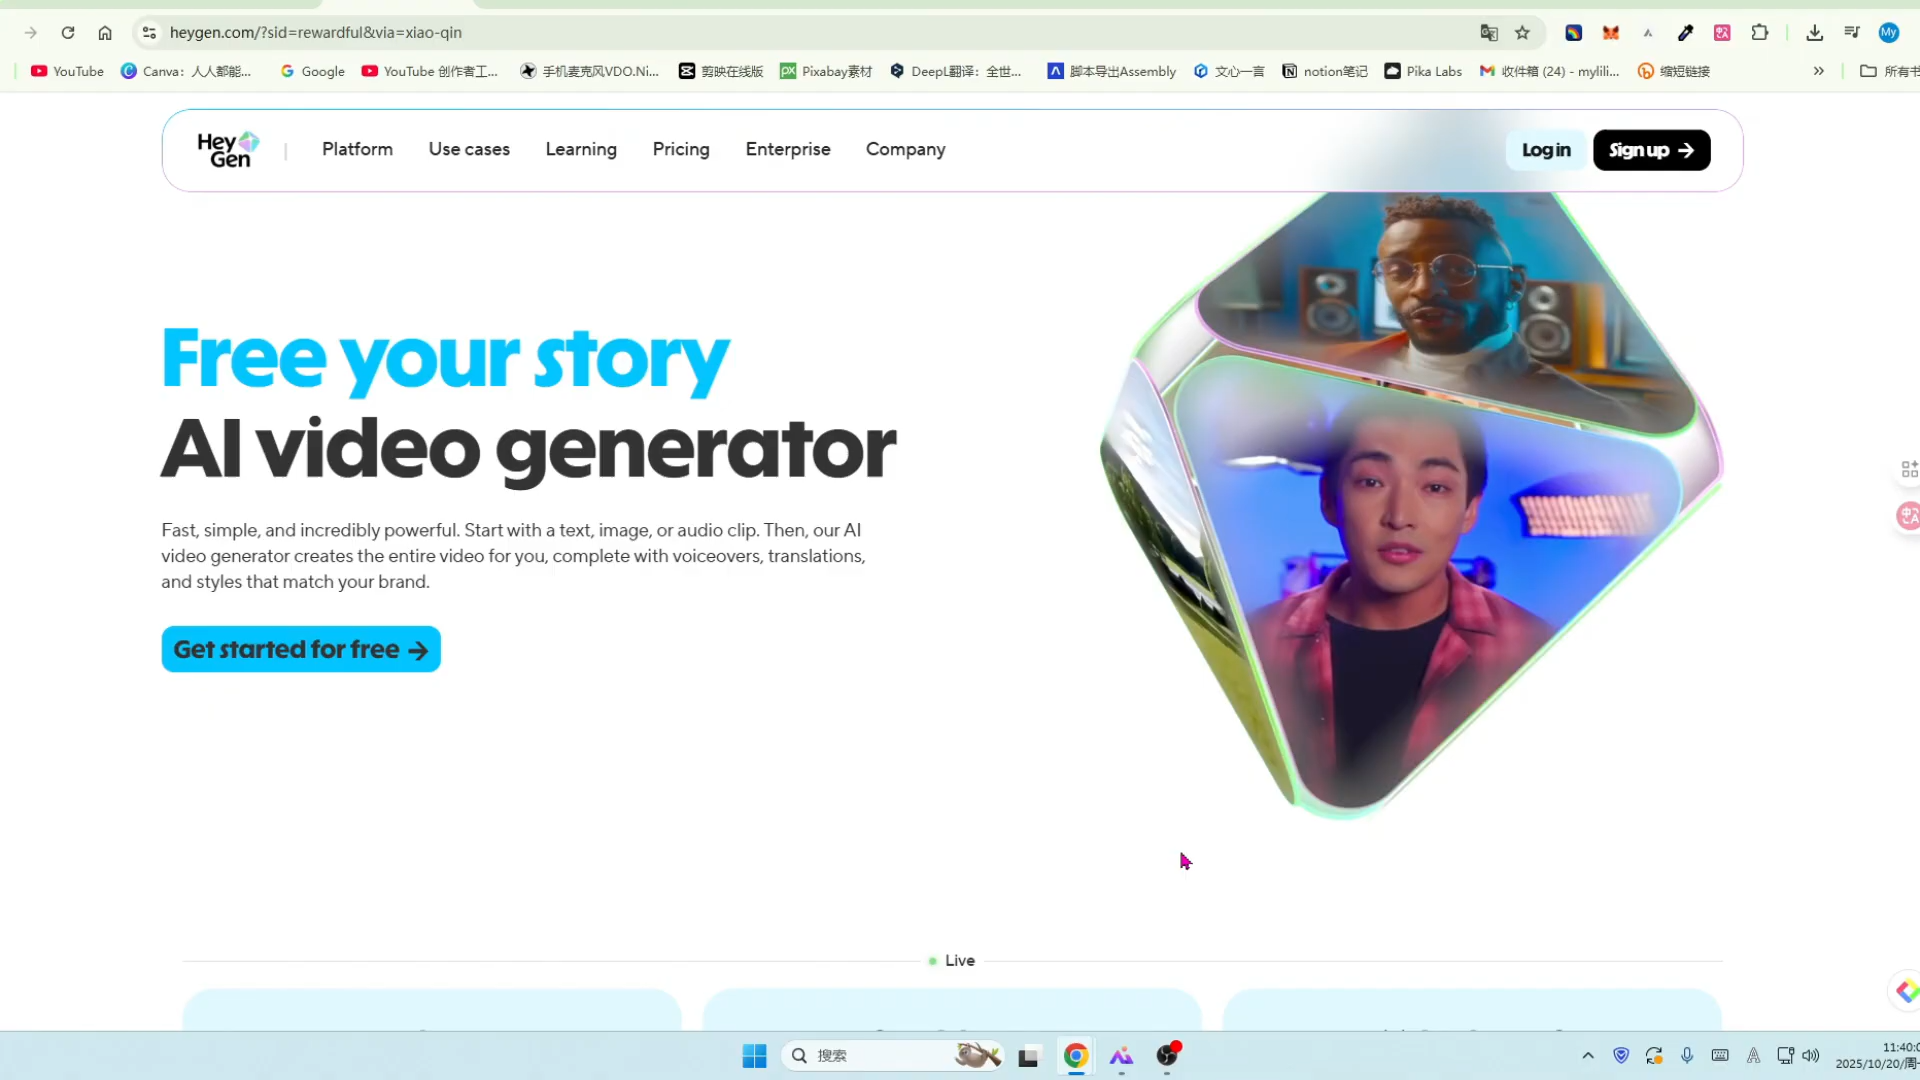 heygen.com/?sid=rewardful&via=xiao-qin
My
YouTube
Canva：人人都能...
Google
YouTube 创作者工...
手机麦克风VDO.Ni...
剪映在线版
Pixabay素材
DeepL翻译：全世...
脚本导出Assembly
文心一言
notion笔记
Pika Labs
收件箱 (24) - mylili...
缩短链接
»
所有书
Hey Gen
Platform
Use cases
Learning
Pricing
Enterprise
Company
Log in
Sign up →
Free your story
AI video generator
Fast, simple, and incredibly powerful. Start with a text, image, or audio clip. Then, our AI
video generator creates the entire video for you, complete with voiceovers, translations,
and styles that match your brand.
Get started for free →
Live
搜索
11:40:0
2025/10/20/周